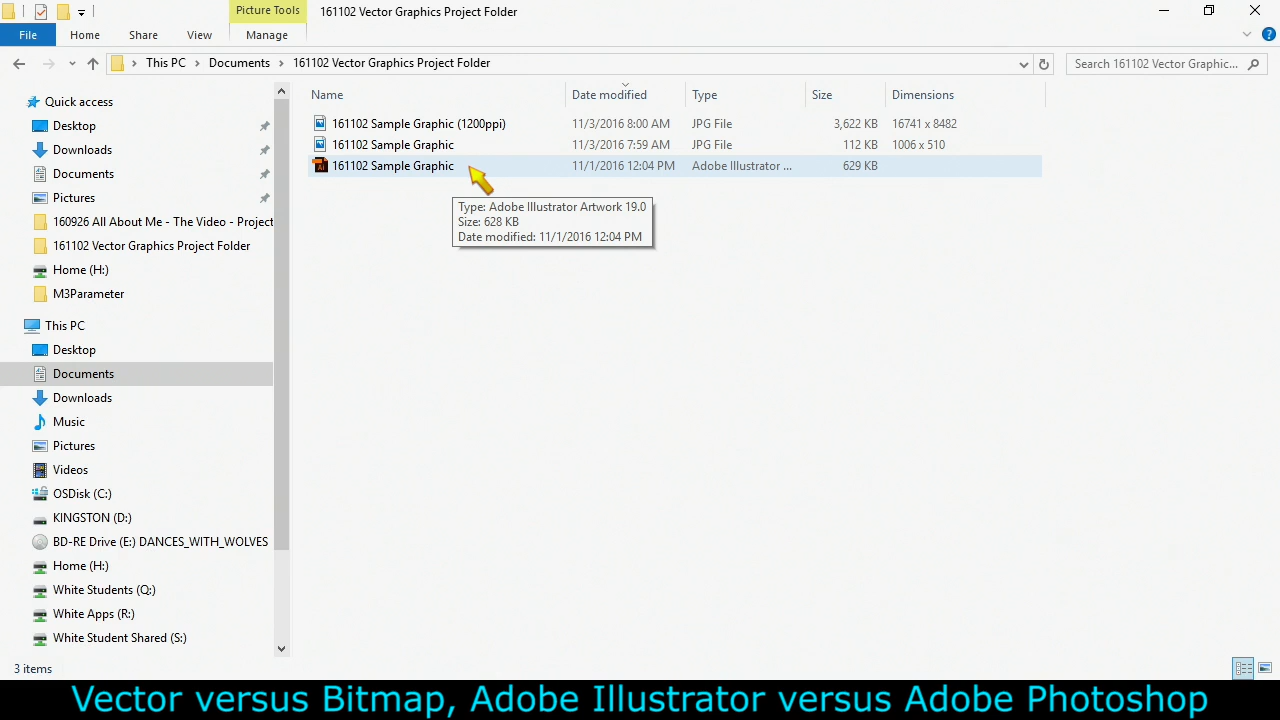 Picture Tools
161102 Vector Graphics Project Folder
File Home Share View Manage
This PC Documents 161102 Vector Graphics Project Folder
Search 161102 Vector Graphic...
Name Date modified Type Size Dimensions
161102 Sample Graphic (1200ppi) 11/3/2016 8:00 AM JPG File 3,622 KB 16741 x 8482
161102 Sample Graphic 11/3/2016 7:59 AM JPG File 112 KB 1006 x 510
161102 Sample Graphic 11/1/2016 12:04 PM Adobe Illustrator ... 629 KB
Type: Adobe Illustrator Artwork 19.0
Size: 628 KB
Date modified: 11/1/2016 12:04 PM
Quick access
Desktop
Downloads
Documents
Pictures
160926 All About Me - The Video - Project
161102 Vector Graphics Project Folder
Home (H:)
M3Parameter
This PC
Desktop
Documents
Downloads
Music
Pictures
Videos
OSDisk (C:)
KINGSTON (D:)
BD-RE Drive (E:) DANCES_WITH_WOLVES
Home (H:)
White Students (Q:)
White Apps (R:)
White Student Shared (S:)
3 items
Vector versus Bitmap, Adobe Illustrator versus Adobe Photoshop